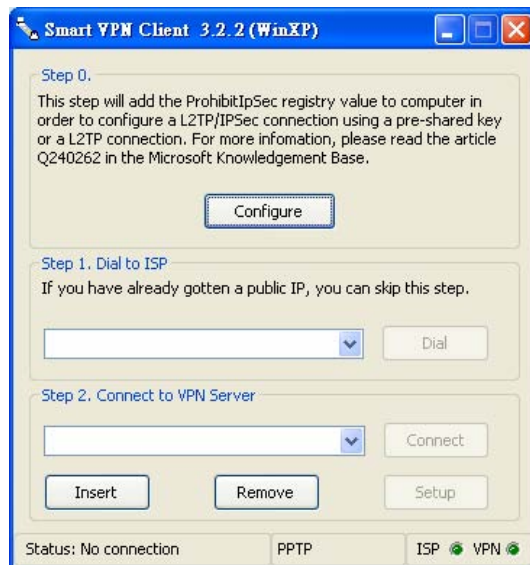 Smart VPN Client 3.2.2 (WinXP)
Step 0.
This step will add the ProhibitIpSec registry value to computer in
order to configure a L2TP/IPSec connection using a pre-shared key
or a L2TP connection. For more infomation, please read the article
Q240262 in the Microsoft Knowledgement Base.
Configure
Step 1. Dial to ISP
If you have already gotten a public IP, you can skip this step.
Dial
Step 2. Connect to VPN Server
Connect
Insert Remove Setup
Status: No connection PPTP ISP VPN